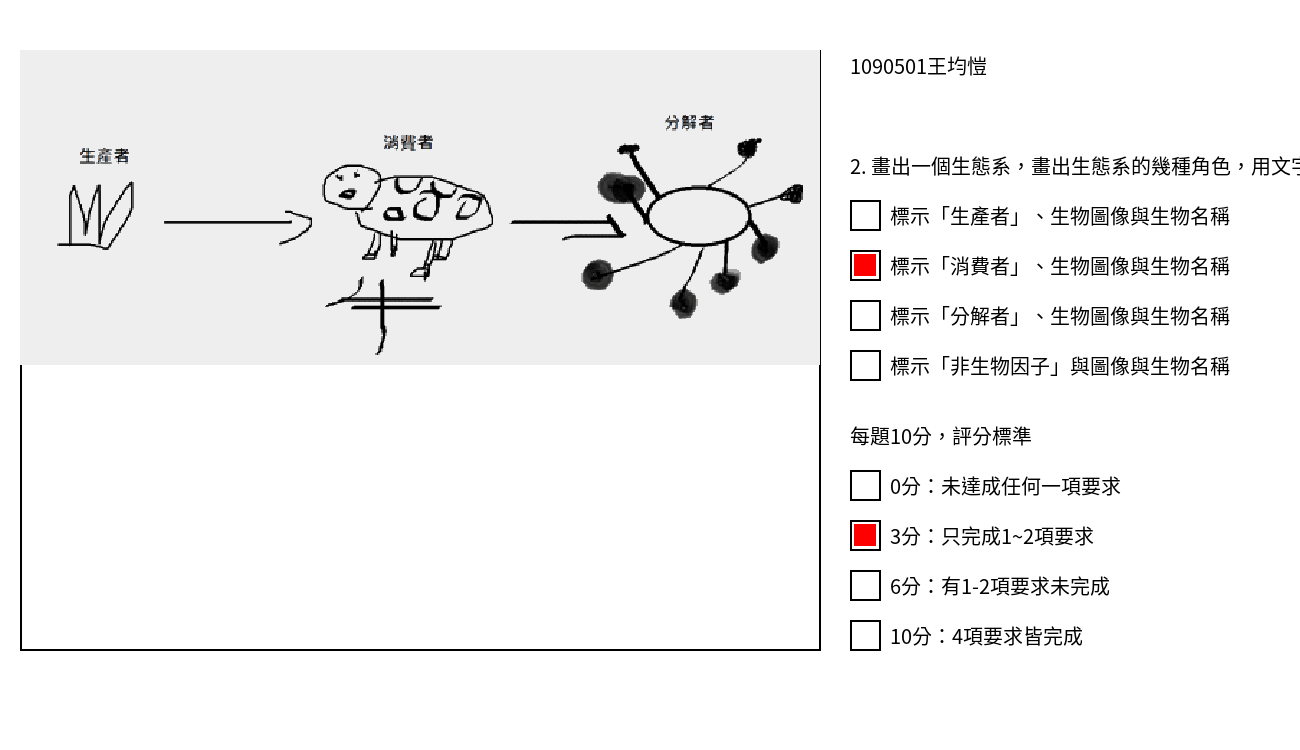 1090501王均愷
生產者
消費者
分解者
牛
2. 畫出一個生態系，畫出生態系的幾種角色，用文字
標示「生產者」、生物圖像與生物名稱
標示「消費者」、生物圖像與生物名稱
標示「分解者」、生物圖像與生物名稱
標示「非生物因子」與圖像與生物名稱
每題10分，評分標準
0分：未達成任何一項要求
3分：只完成1~2項要求
6分：有1-2項要求未完成
10分：4項要求皆完成